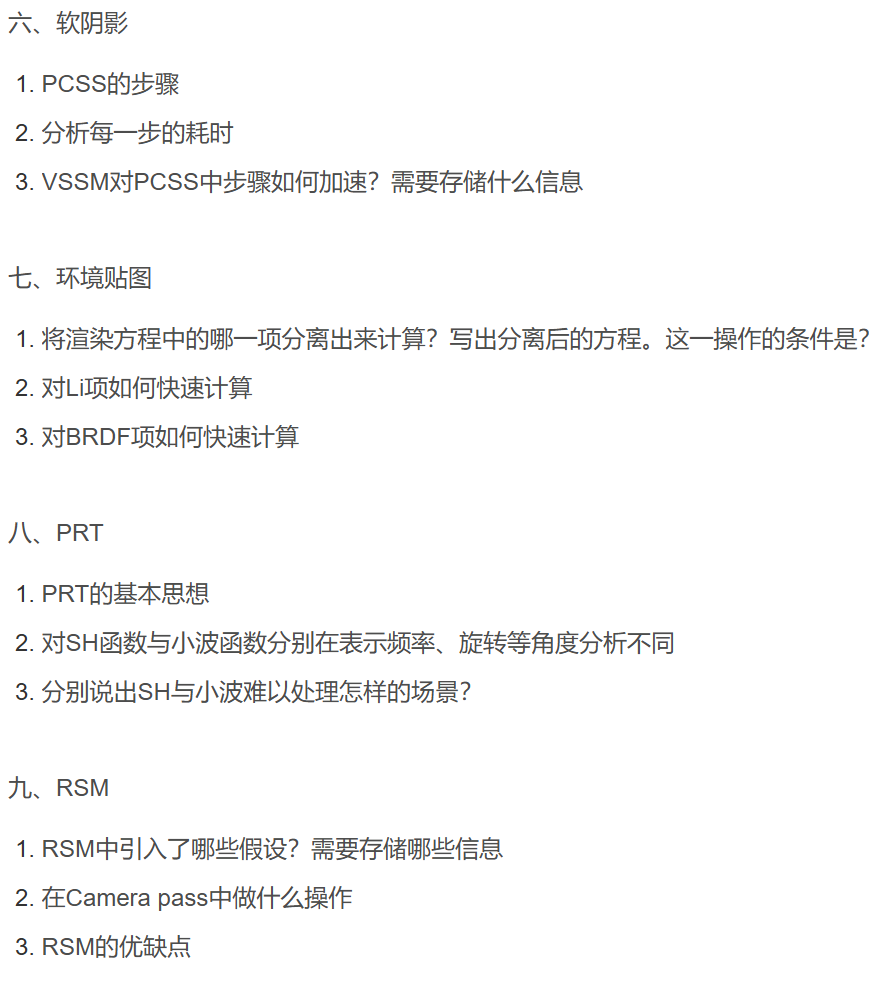 六、软阴影
1. PCSS的步骤
2. 分析每一步的耗时
3. VSSM对PCSS中步骤如何加速？需要存储什么信息
七、环境贴图
1. 将渲染方程中的哪一项分离出来计算？写出分离后的方程。这一操作的条件是？
2. 对Li项如何快速计算
3. 对BRDF项如何快速计算
八、PRT
1. PRT的基本思想
2. 对SH函数与小波函数分别在表示频率、旋转等角度分析不同
3. 分别说出SH与小波难以处理怎样的场景？
九、RSM
1. RSM中引入了哪些假设？需要存储哪些信息
2. 在Camera pass中做什么操作
3. RSM的优缺点